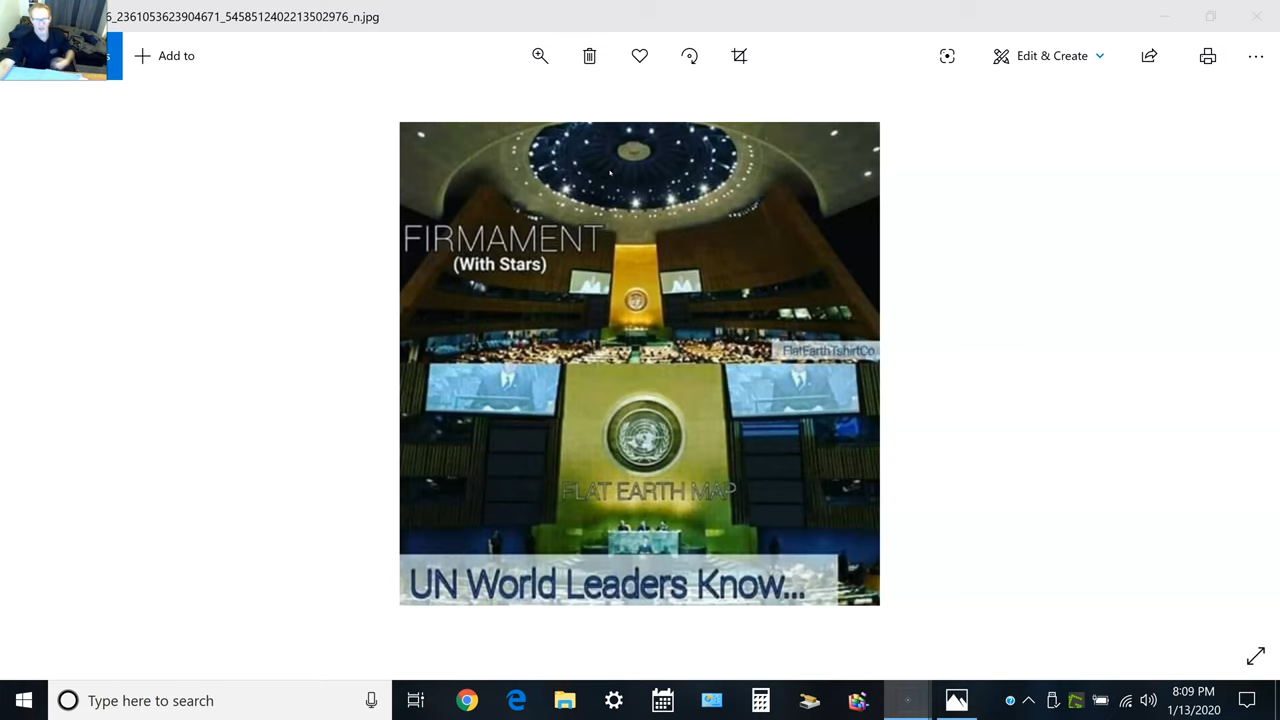 6_2361053623904671_5458512402213502976_n.jpg
Add to
Edit & Create
FIRMAMENT
(With Stars)
FlatEarthTshirtCo
FLAT EARTH MAP
UN World Leaders Know...
Type here to search
8:09 PM
1/13/2020